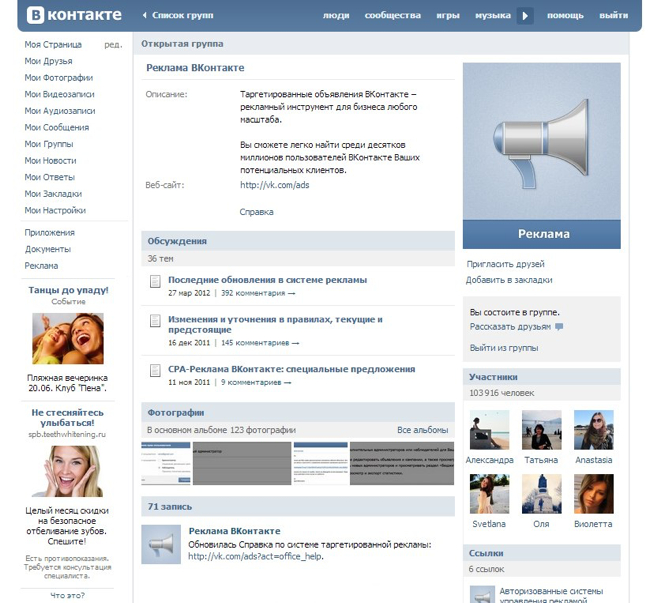 В контакте
Список групп
люди сообщества игры музыка помощь выйти
Моя Страница ред.
Мои Друзья
Мои Фотографии
Мои Видеозаписи
Мои Аудиозаписи
Мои Сообщения
Мои Группы
Мои Новости
Мои Ответы
Мои Закладки
Мои Настройки
Приложения
Документы
Реклама
Танцы до упаду!
Событие
Пляжная вечеринка
20.06. Клуб "Пена".
Не стесняйтесь
улыбаться!
spb.teethwhitening.ru
Целый месяц скидки
на безопасное
отбеливание зубов.
Спешите!
Есть противопоказания.
Требуется консультация
специалиста.
Что это?
Открытая группа
Реклама ВКонтакте
Описание: Таргетированные объявления ВКонтакте –
рекламный инструмент для бизнеса любого
масштаба.
Вы сможете легко найти среди десятков
миллионов пользователей ВКонтакте Ваших
потенциальных клиентов.
Веб-сайт: http://vk.com/ads
Справка
Обсуждения
36 тем
Последние обновления в системе рекламы
27 мар 2012 | 392 комментария →
Изменения и уточнения в правилах, текущие и
предстоящие
16 дек 2011 | 145 комментариев →
CPA-Реклама ВКонтакте: специальные предложения
11 ноя 2011 | 9 комментариев →
Фотографии
В основном альбоме 123 фотографии Все альбомы
71 запись
Реклама ВКонтакте
Обновилась Справка по системе таргетированной рекламы:
http://vk.com/ads?act=office_help.
Реклама
Пригласить друзей
Добавить в закладки
Вы состоите в группе.
Рассказать друзьям
Выйти из группы
Участники
103 916 человек
Александра Татьяна Anastasia
Svetlana Оля Виолетта
Ссылки
6 ссылок
Авторизованные системы
управления рекламой